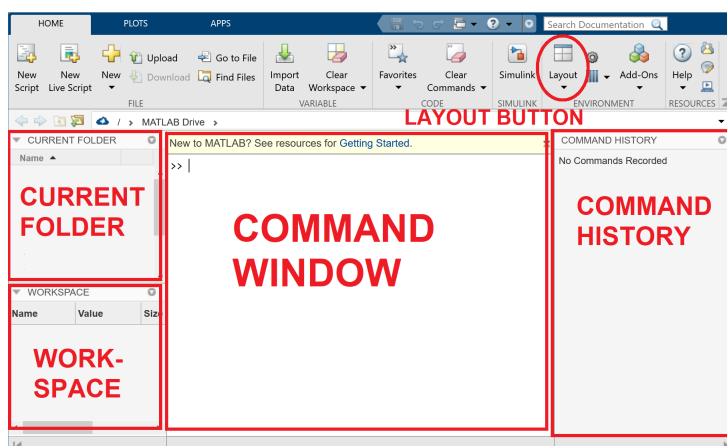 HOME PLOTS APPS Search Documentation
New Script
New Live Script
New
Upload
Download
Go to File
Find Files
Import Data
Clear Workspace
Favorites
Clear Commands
Simulink
Layout
Add-Ons
Help
FILE VARIABLE CODE SIMULINK ENVIRONMENT RESOURCES
LAYOUT BUTTON
/ > MATLAB Drive >
CURRENT FOLDER
Name
CURRENT
FOLDER
WORKSPACE
Name Value Size
WORK-
SPACE
New to MATLAB? See resources for Getting Started.
>>
COMMAND
WINDOW
COMMAND HISTORY
No Commands Recorded
COMMAND
HISTORY